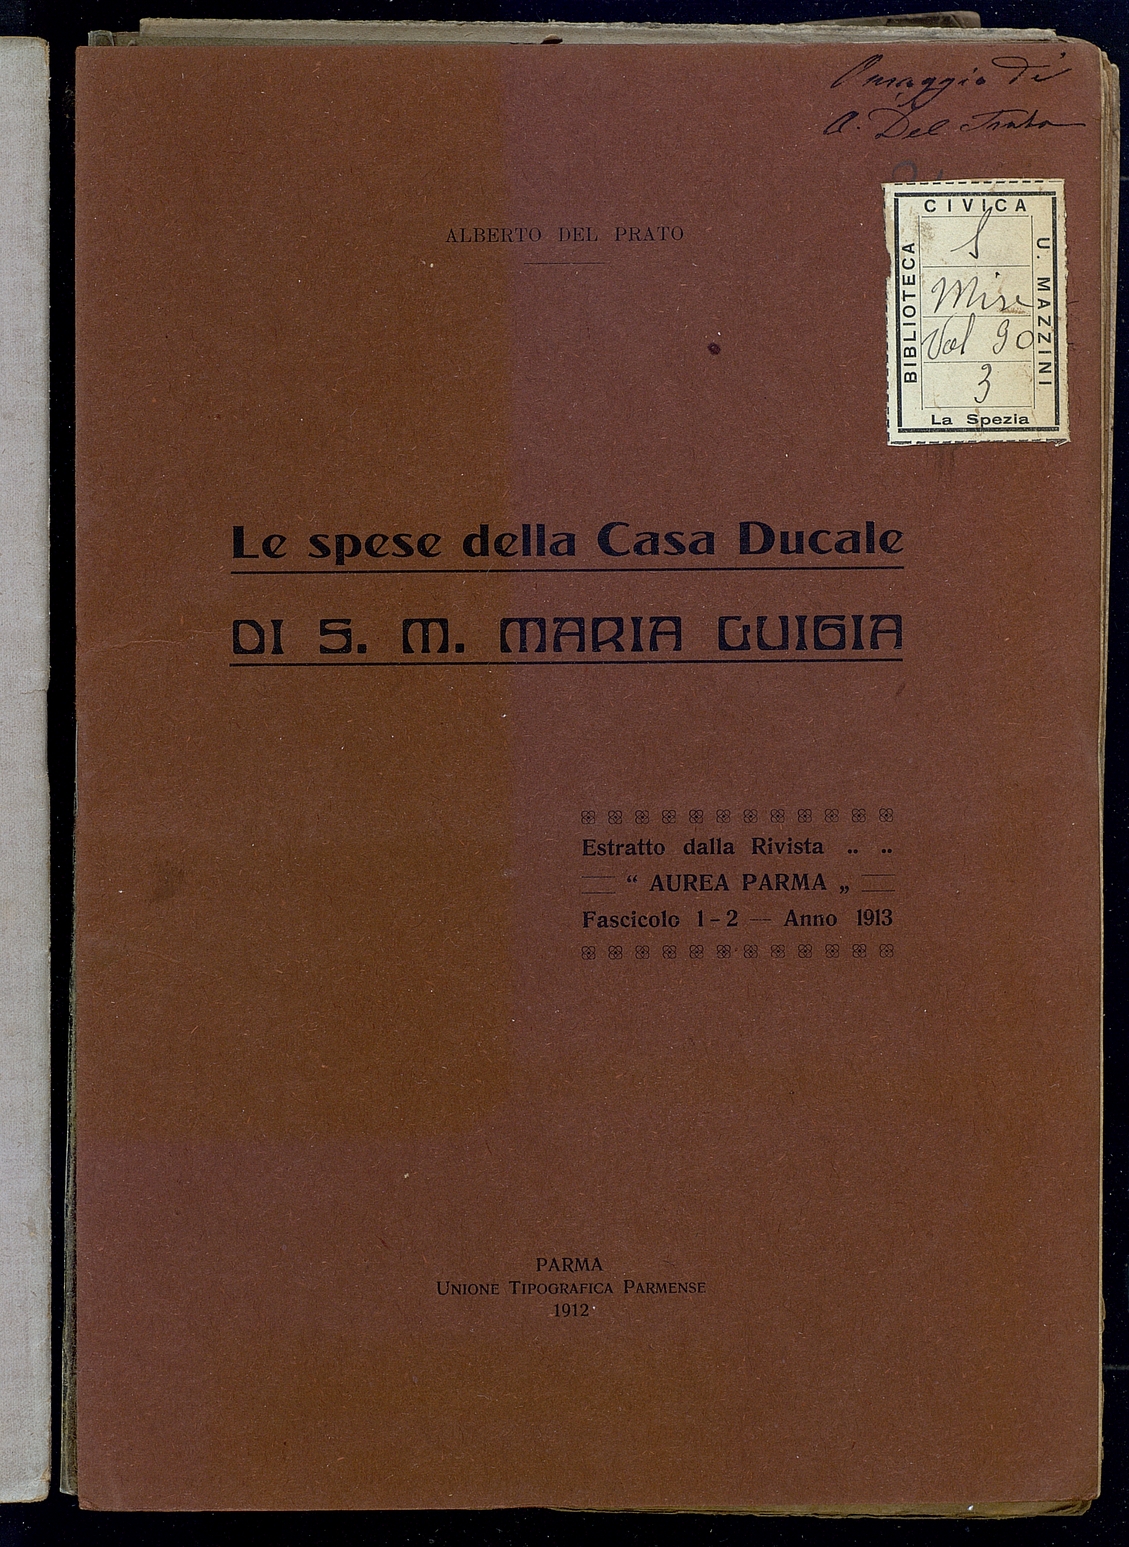 Omaggio di
A. Del Prato
CIVICA
BIBLIOTECA
U. MAZZINI
S
Misc
Vol 90
3
La Spezia
ALBERTO DEL PRATO
Le spese della Casa Ducale
DI S. M. MARIA LUIGIA
Estratto dalla Rivista .. ..
“ AUREA PARMA „
Fascicolo 1-2 — Anno 1913
PARMA
UNIONE TIPOGRAFICA PARMENSE
1912